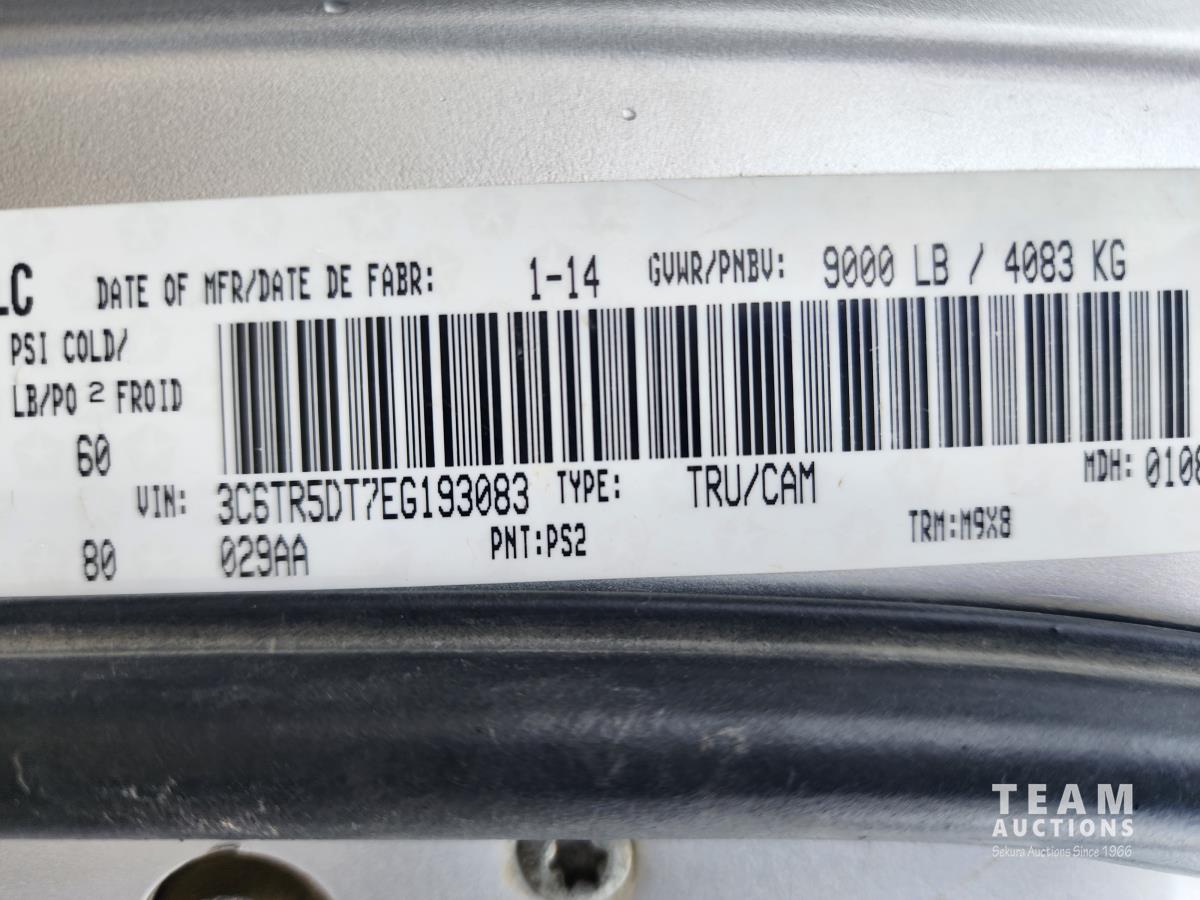 LC DATE OF MFR/DATE DE FABR: 1-14 GVWR/PNBV: 9000 LB / 4083 KG
PSI COLD/
LB/PO 2 FROID
60
VIN: 3C6TR5DT7EG193083 TYPE: TRU/CAM MDH: 0108
80 029AA PNT:PS2 TRM:M9X8
TEAM
AUCTIONS
Sekura Auctions Since 1966